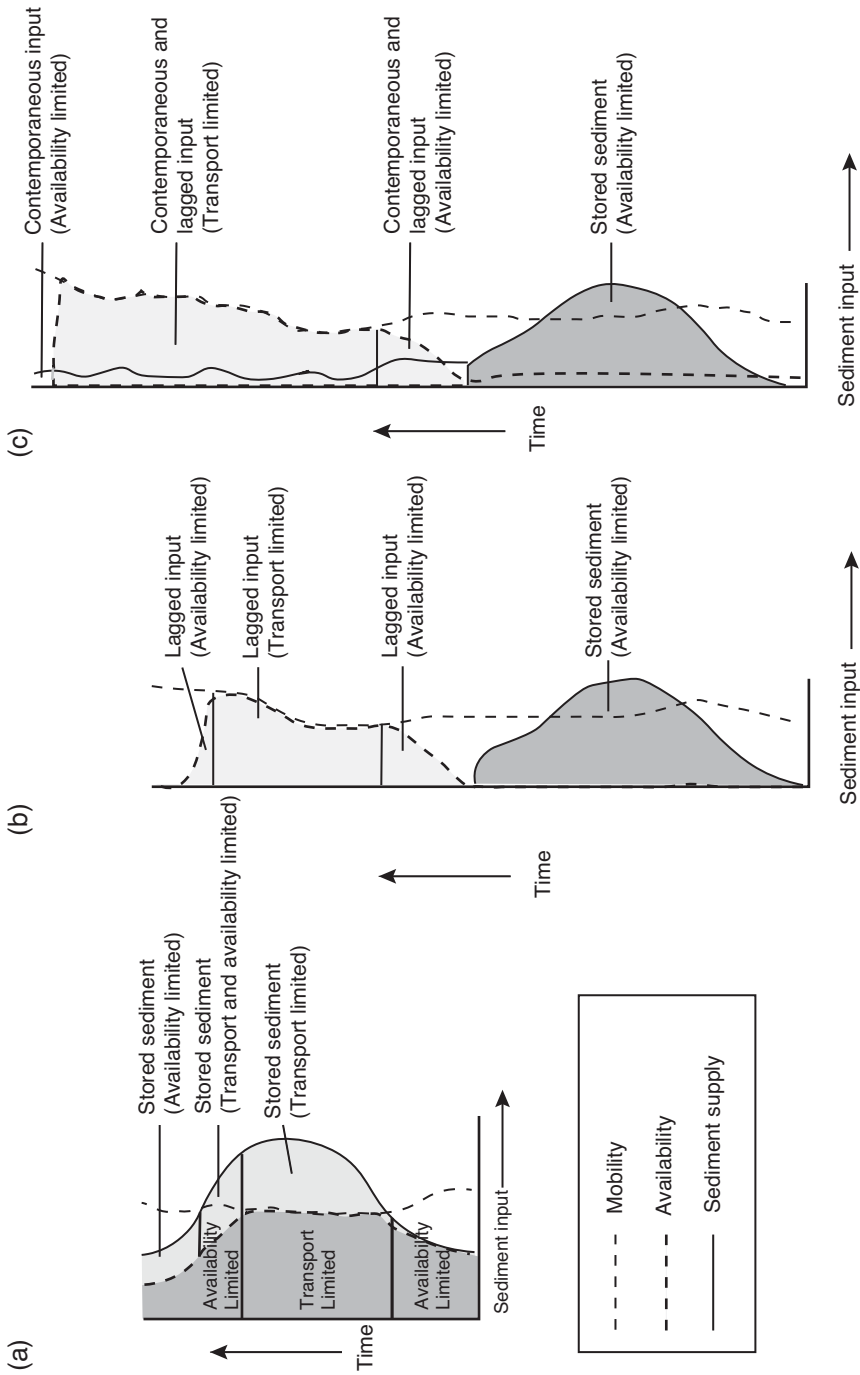 (a)
Stored sediment
(Availability limited)
Stored sediment
(Transport and availability limited)
Stored sediment
(Transport limited)
Availability
Limited
Transport
Limited
Availability
Limited
Time
Sediment input
Mobility
Availability
Sediment supply
(b)
Lagged input
(Availability limited)
Lagged input
(Transport limited)
Lagged input
(Availability limited)
Stored sediment
(Availability limited)
Time
Sediment input
(c)
Contemporaneous input
(Availability limited)
Contemporaneous and
lagged input
(Transport limited)
Contemporaneous and
lagged input
(Availability limited)
Stored sediment
(Availability limited)
Time
Sediment input